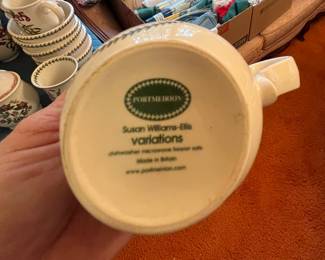 PORTMEIRION
Susan Williams-Ellis
variations
dishwasher microwave freezer safe
Made in Britain
www.portmeirion.com